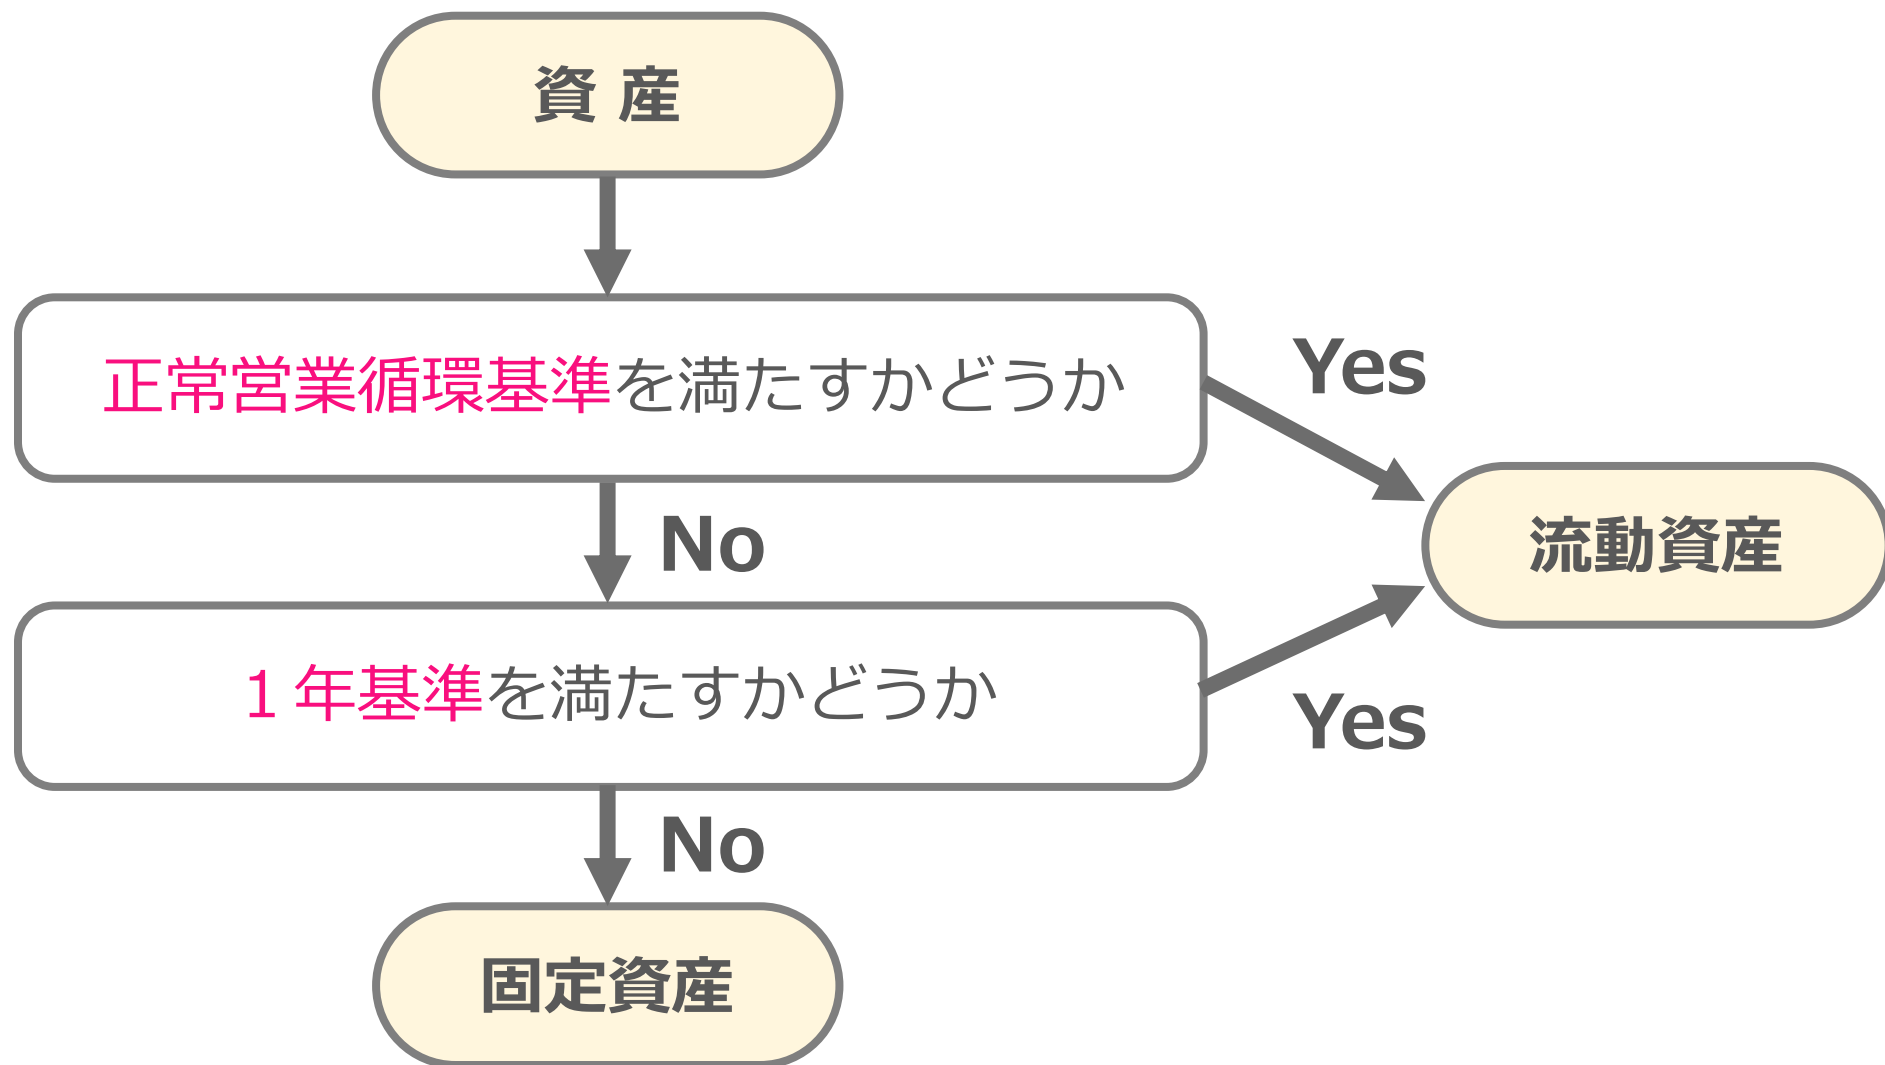 資 産
正常営業循環基準を満たすかどうか
Yes
No
流動資産
1 年基準を満たすかどうか
Yes
No
固定資産